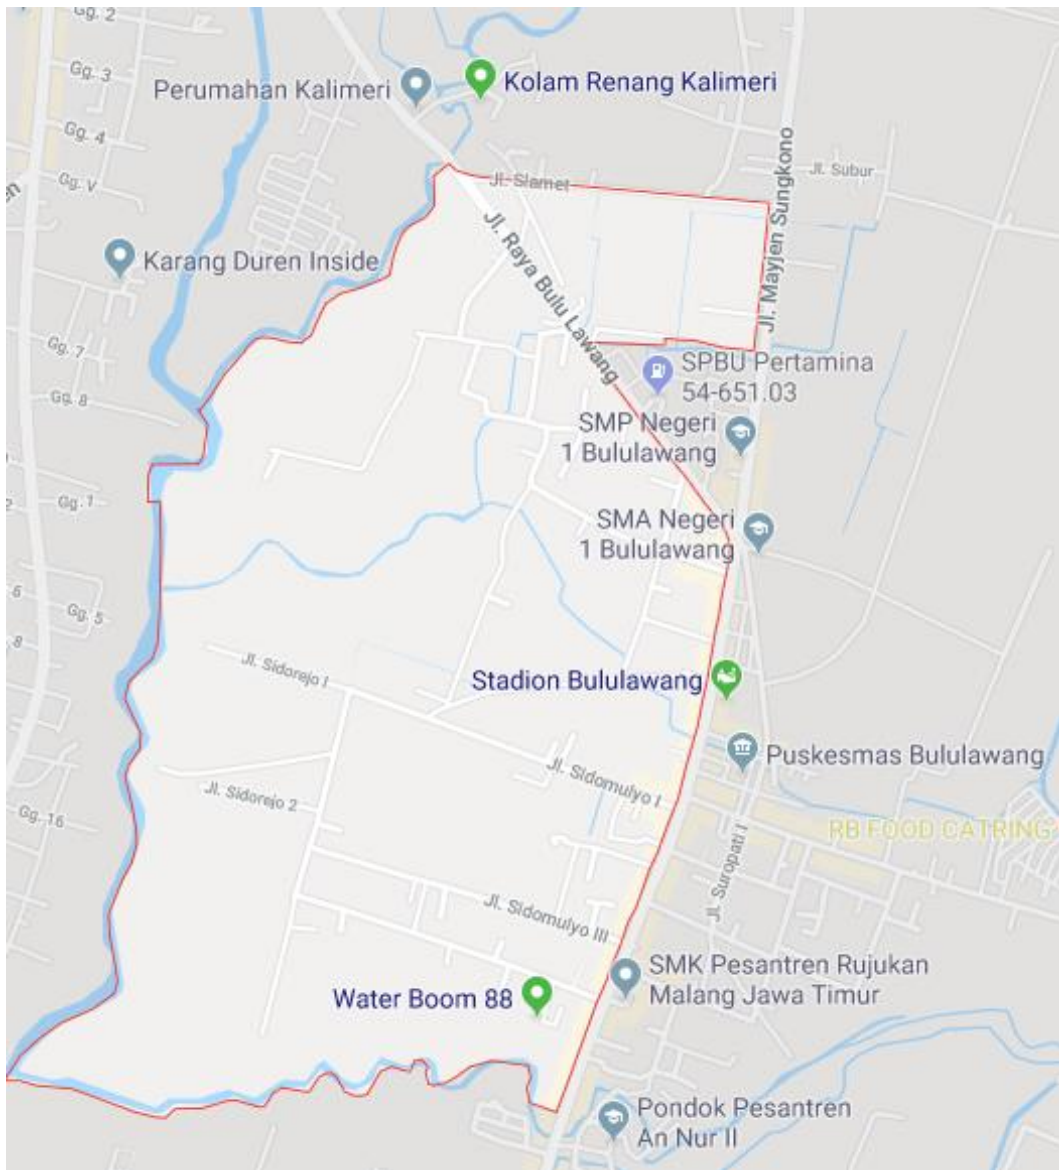 Gg. 2
Gg. 3
Perumahan Kalimeri
Kolam Renang Kalimeri
Gg. 4
Gg. V
Jl. Slamet
Jl. Subur
Jl. Mayjen Sungkono
Jl. Raya Bulu Lawang
Karang Duren Inside
Gg. 7
SPBU Pertamina
54-651.03
Gg. 8
SMP Negeri
1 Bululawang
Gg. 1
SMA Negeri
1 Bululawang
6
Gg. 5
8
Jl. Sidorejo I
Stadion Bululawang
Puskesmas Bululawang
Jl. Sidomulyo I
Jl. Sidorejo 2
Gg. 16
RB FOOD CATRING
Jl. Suropati I
Jl. Sidomulyo III
SMK Pesantren Rujukan
Malang Jawa Timur
Water Boom 88
Pondok Pesantren
An Nur II